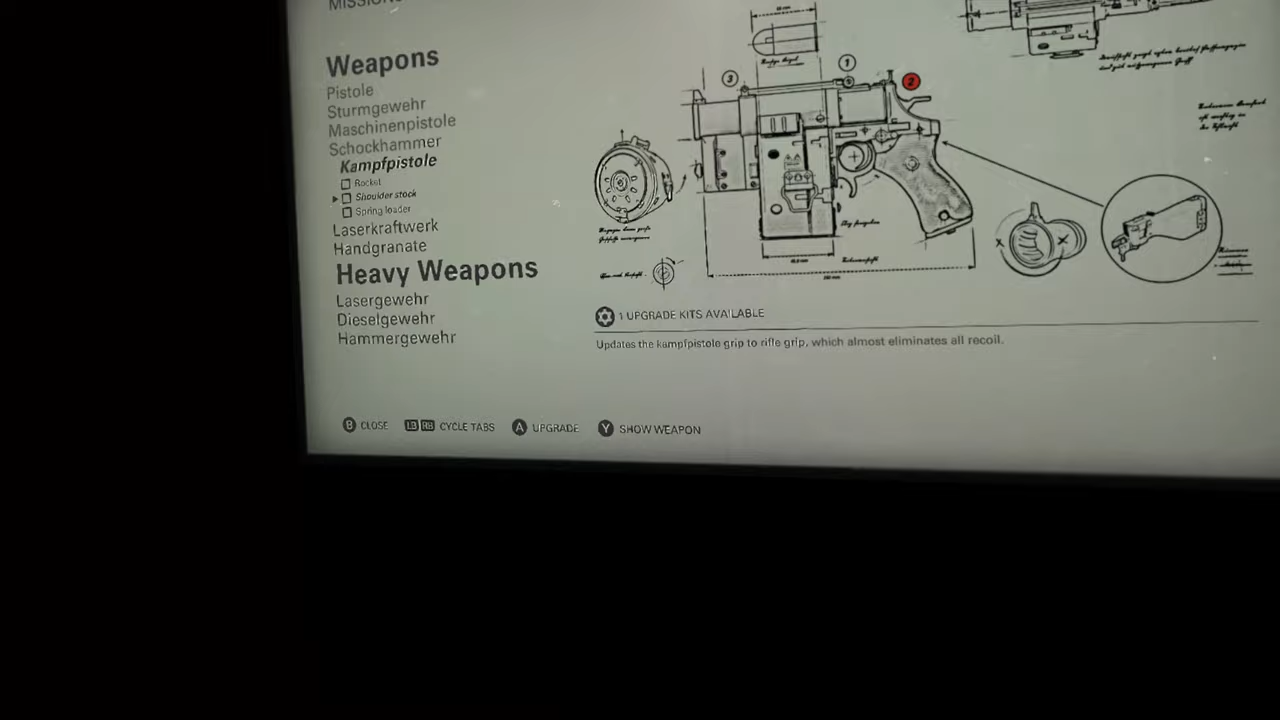 MISSIONS
Weapons
Pistole
Sturmgewehr
Maschinenpistole
Schockhammer
Kampfpistole
Rocket
Shoulder stock
Spring loader
Laserkraftwerk
Handgranate
Heavy Weapons
Lasergewehr
Dieselgewehr
Hammergewehr
3
1
2
1 UPGRADE KITS AVAILABLE
Updates the kampfpistole grip to rifle grip, which almost eliminates all recoil.
B CLOSE LB RB CYCLE TABS A UPGRADE Y SHOW WEAPON